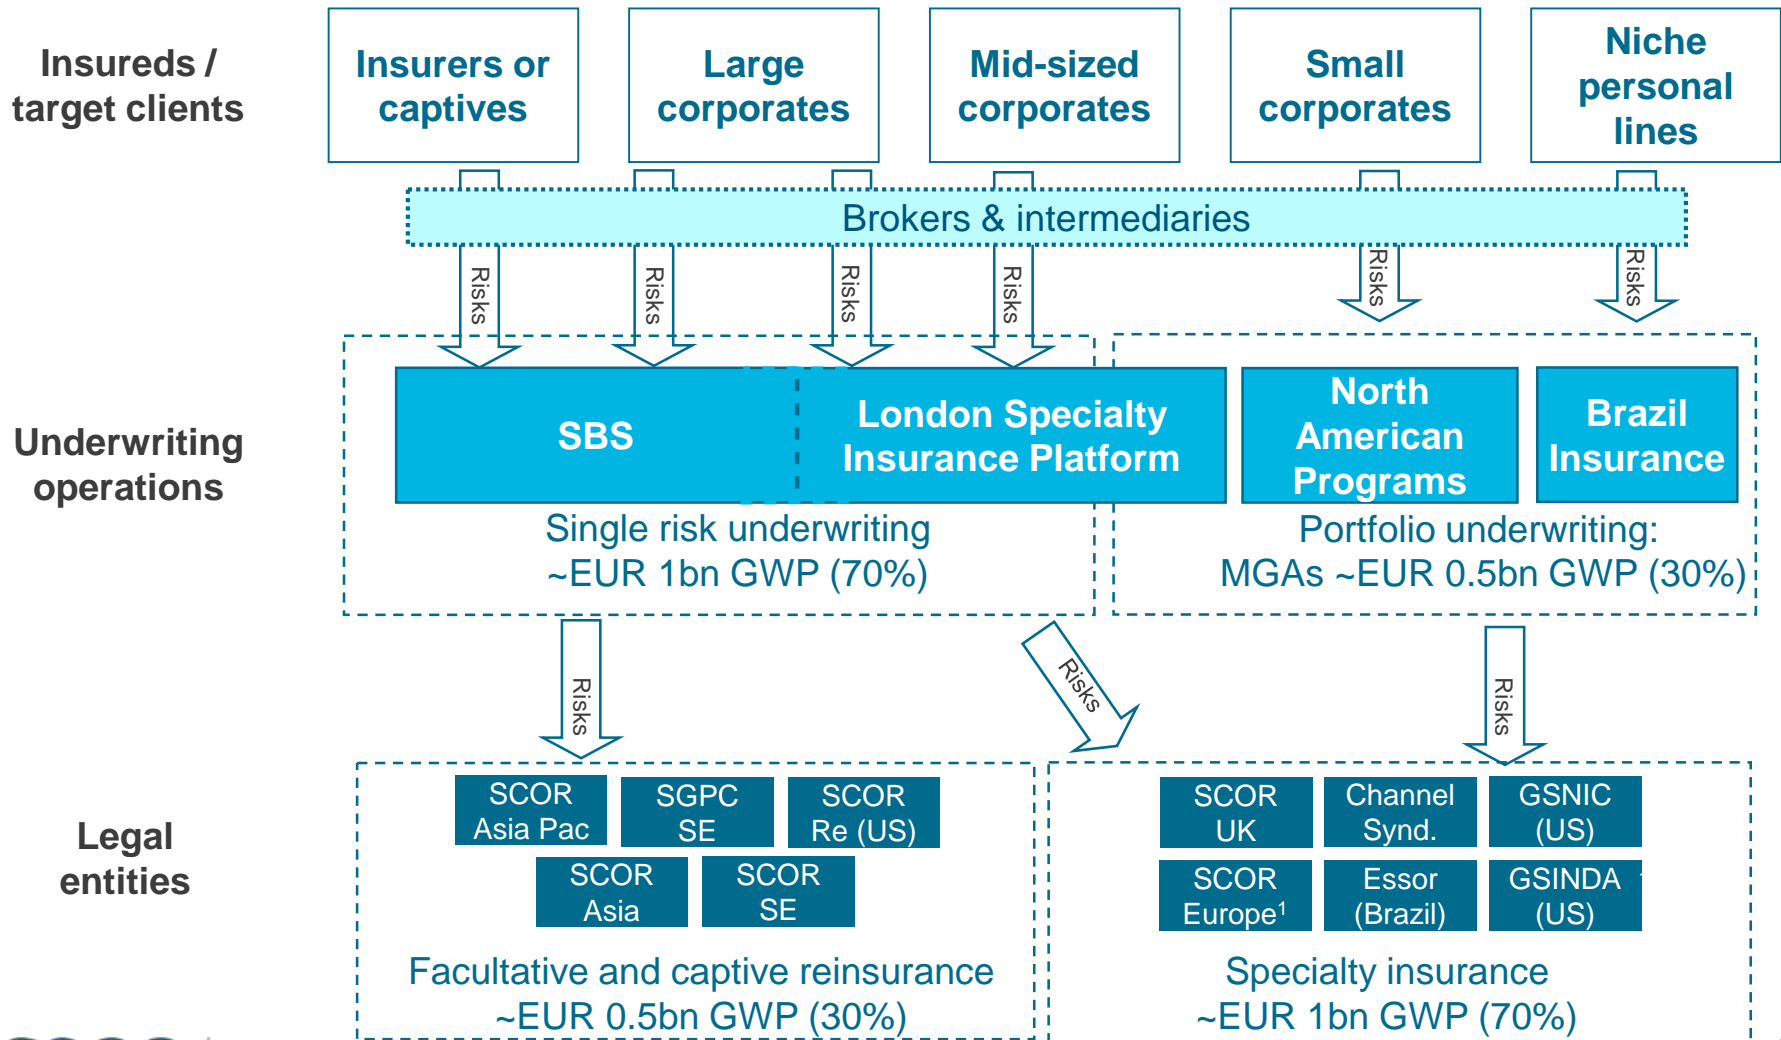 Insureds /
target clients
Insurers or
captives
Large
corporates
Mid-sized
corporates
Small
corporates
Niche
personal
lines
Brokers & intermediaries
Risks
Risks
Risks
Risks
Risks
Risks
Underwriting
operations
SBS
London Specialty
Insurance Platform
North
American
Programs
Brazil
Insurance
Single risk underwriting
~EUR 1bn GWP (70%)
Portfolio underwriting:
MGAs ~EUR 0.5bn GWP (30%)
Risks
Risks
Risks
Legal
entities
SCOR
Asia Pac
SGPC
SE
SCOR
Re (US)
SCOR
Asia
SCOR
SE
Facultative and captive reinsurance
~EUR 0.5bn GWP (30%)
SCOR
UK
Channel
Synd.
GSNIC
(US)
SCOR
Europe¹
Essor
(Brazil)
GSINDA
(US)
Specialty insurance
~EUR 1bn GWP (70%)